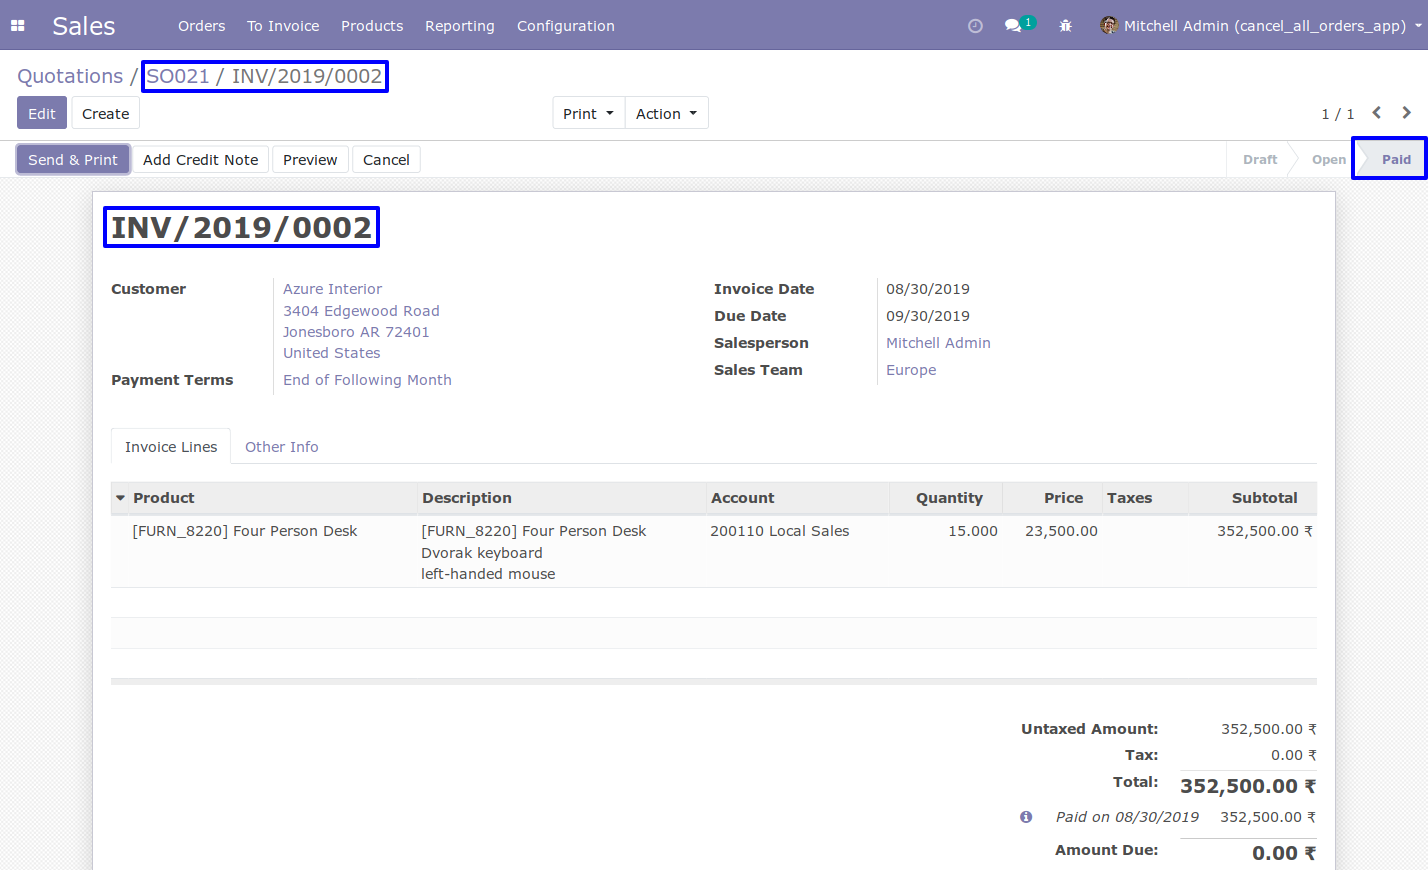 Sales Orders To Invoice Products Reporting Configuration 1 Mitchell Admin (cancel_all_orders_app)
Quotations / SO021 / INV/2019/0002
Edit Create Print Action 1 / 1
Send & Print Add Credit Note Preview Cancel Draft Open Paid
INV/2019/0002
Customer Azure Interior
3404 Edgewood Road
Jonesboro AR 72401
United States
Payment Terms End of Following Month
Invoice Date 08/30/2019
Due Date 09/30/2019
Salesperson Mitchell Admin
Sales Team Europe
Invoice Lines Other Info
Product Description Account Quantity Price Taxes Subtotal
[FURN_8220] Four Person Desk [FURN_8220] Four Person Desk 200110 Local Sales 15.000 23,500.00 352,500.00 ₹
Dvorak keyboard
left-handed mouse
Untaxed Amount: 352,500.00 ₹
Tax: 0.00 ₹
Total: 352,500.00 ₹
Paid on 08/30/2019 352,500.00 ₹
Amount Due: 0.00 ₹